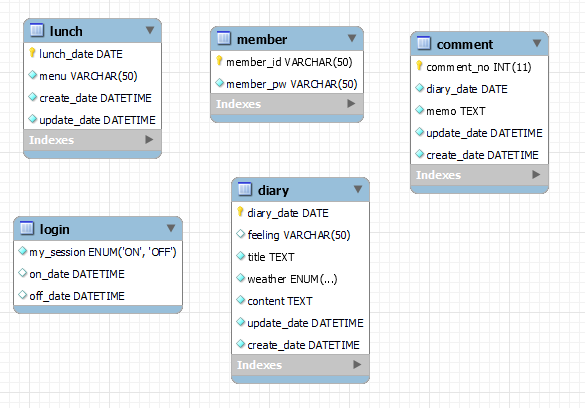 lunch
lunch_date DATE
menu VARCHAR(50)
create_date DATETIME
update_date DATETIME
Indexes
member
member_id VARCHAR(50)
member_pw VARCHAR(50)
Indexes
comment
comment_no INT(11)
diary_date DATE
memo TEXT
update_date DATETIME
create_date DATETIME
Indexes
login
my_session ENUM('ON', 'OFF')
on_date DATETIME
off_date DATETIME
diary
diary_date DATE
feeling VARCHAR(50)
title TEXT
weather ENUM(...)
content TEXT
update_date DATETIME
create_date DATETIME
Indexes